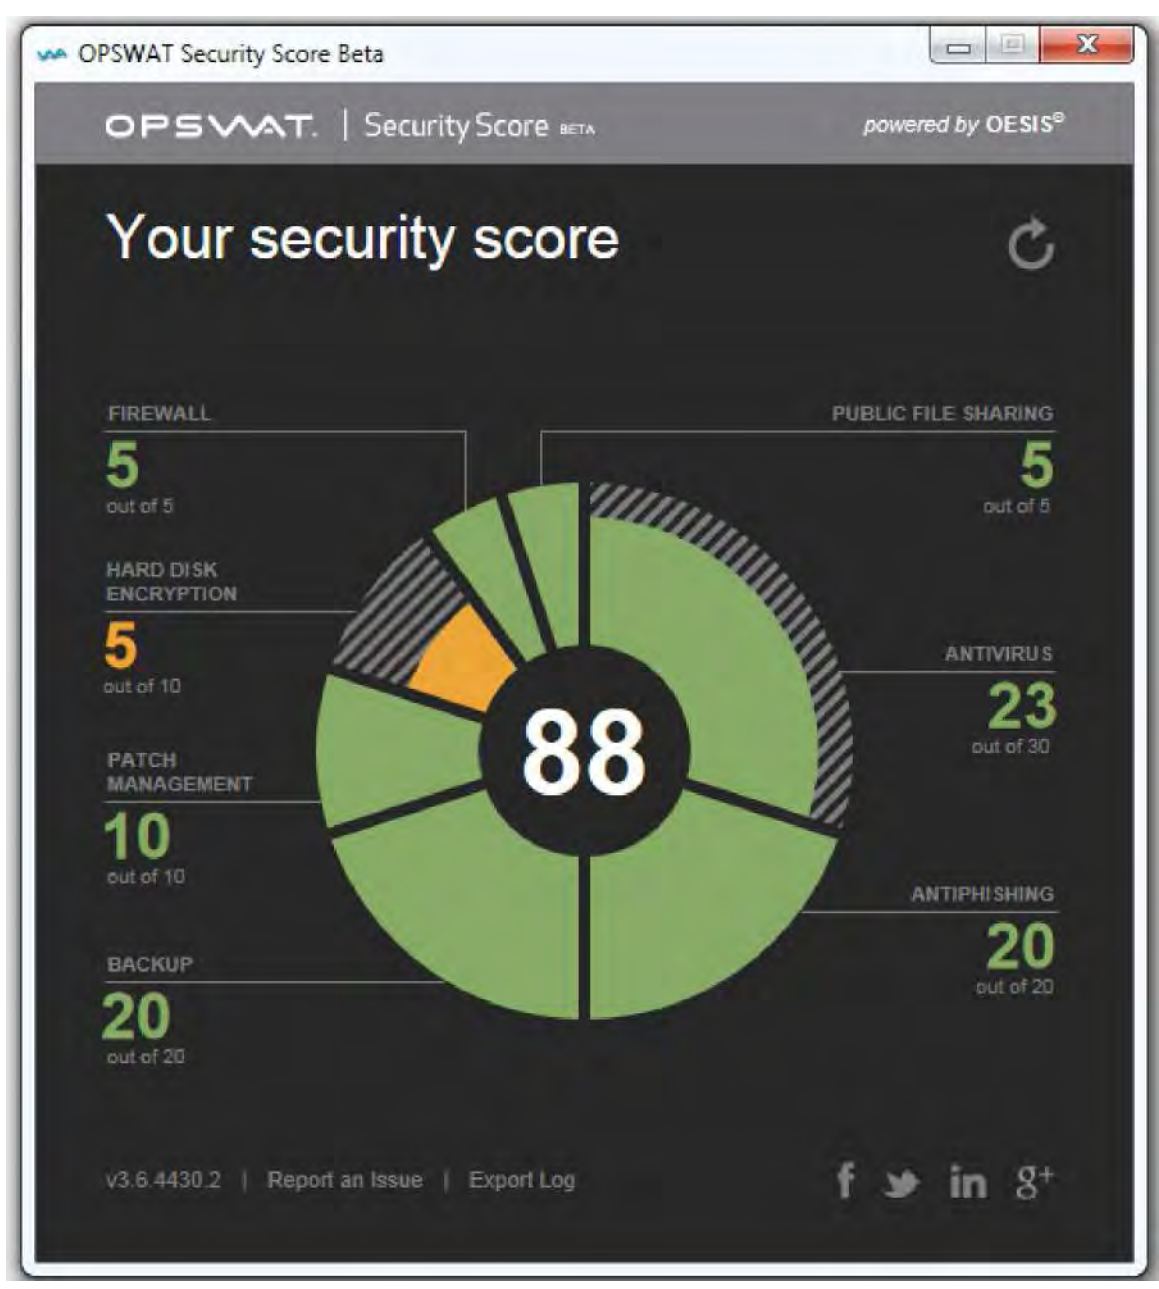 OPSWAT Security Score Beta
OPSWAT. | Security Score BETA
powered by OESIS©
Your security score
FIREWALL
5
out of 5
HARD DISK
ENCRYPTION
5
out of 10
PATCH
MANAGEMENT
10
out of 10
BACKUP
20
out of 20
88
PUBLIC FILE SHARING
5
out of 5
ANTIVIRUS
23
out of 30
ANTIPHISHING
20
out of 20
v3.6.4430.2 | Report an Issue | Export Log
f in g+